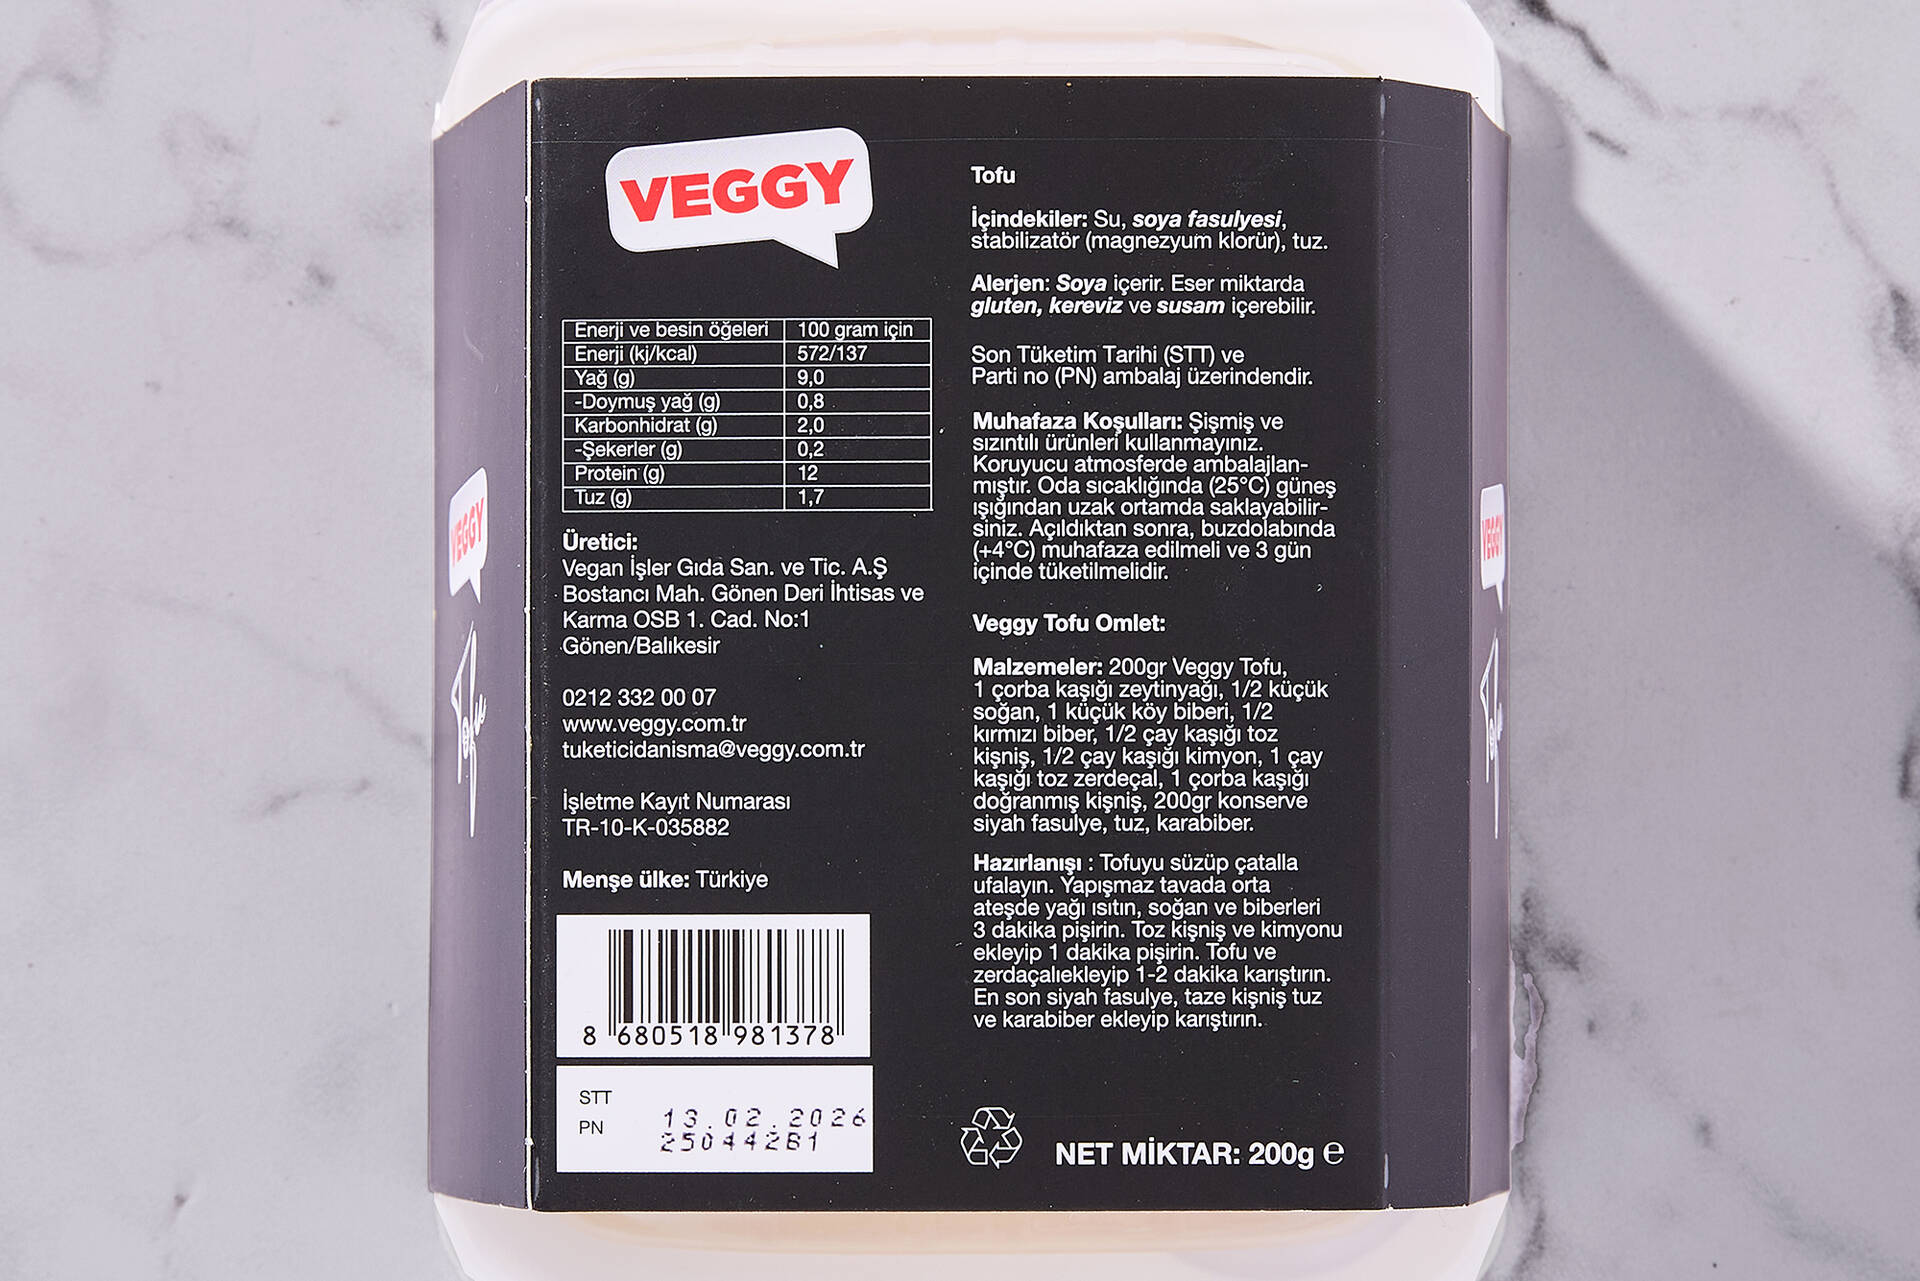 VEGGY
Enerji ve besin öğeleri 100 gram için
Enerji (kj/kcal) 572/137
Yağ (g) 9,0
-Doymuş yağ (g) 0,8
Karbonhidrat (g) 2,0
-Şekerler (g) 0,2
Protein (g) 12
Tuz (g) 1,7
Üretici:
Vegan İşler Gıda San. ve Tic. A.Ş
Bostancı Mah. Gönen Deri İhtisas ve
Karma OSB 1. Cad. No:1
Gönen/Balıkesir
0212 332 00 07
www.veggy.com.tr
tuketicidanisma@veggy.com.tr
İşletme Kayıt Numarası
TR-10-K-035882
Menşe ülke: Türkiye
8 680518 981378
STT 13.02.2026
PN 250442B1
Tofu
İçindekiler: Su, soya fasulyesi,
stabilizatör (magnezyum klorür), tuz.
Alerjen: Soya içerir. Eser miktarda
gluten, kereviz ve susam içerebilir.
Son Tüketim Tarihi (STT) ve
Parti no (PN) ambalaj üzerindendir.
Muhafaza Koşulları: Şişmiş ve
sızıntılı ürünleri kullanmayınız.
Koruyucu atmosferde ambalajlan-
mıştır. Oda sıcaklığında (25°C) güneş
ışığından uzak ortamda saklayabilir-
siniz. Açıldıktan sonra, buzdolabında
(+4°C) muhafaza edilmeli ve 3 gün
içinde tüketilmelidir.
Veggy Tofu Omlet:
Malzemeler: 200gr Veggy Tofu,
1 çorba kaşığı zeytinyağı, 1/2 küçük
soğan, 1 küçük köy biberi, 1/2
kırmızı biber, 1/2 çay kaşığı toz
kişniş, 1/2 çay kaşığı kimyon, 1 çay
kaşığı toz zerdeçal, 1 çorba kaşığı
doğranmış kişniş, 200gr konserve
siyah fasulye, tuz, karabiber.
Hazırlanışı : Tofuyu süzüp çatalla
ufalayın. Yapışmaz tavada orta
ateşde yağı ısıtın, soğan ve biberleri
3 dakika pişirin. Toz kişniş ve kimyonu
ekleyip 1 dakika pişirin. Tofu ve
zerdaçalıekleyip 1-2 dakika karıştırın.
En son siyah fasulye, taze kişniş tuz
ve karabiber ekleyip karıştırın.
NET MİKTAR: 200g ℮
VEGGY
Tofu
VEGGY
Tofu